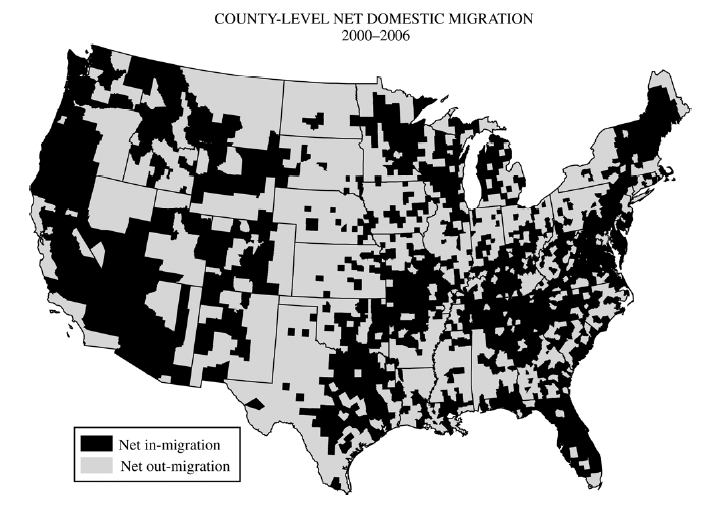 COUNTY-LEVEL NET DOMESTIC MIGRATION
2000–2006
Net in-migration
Net out-migration